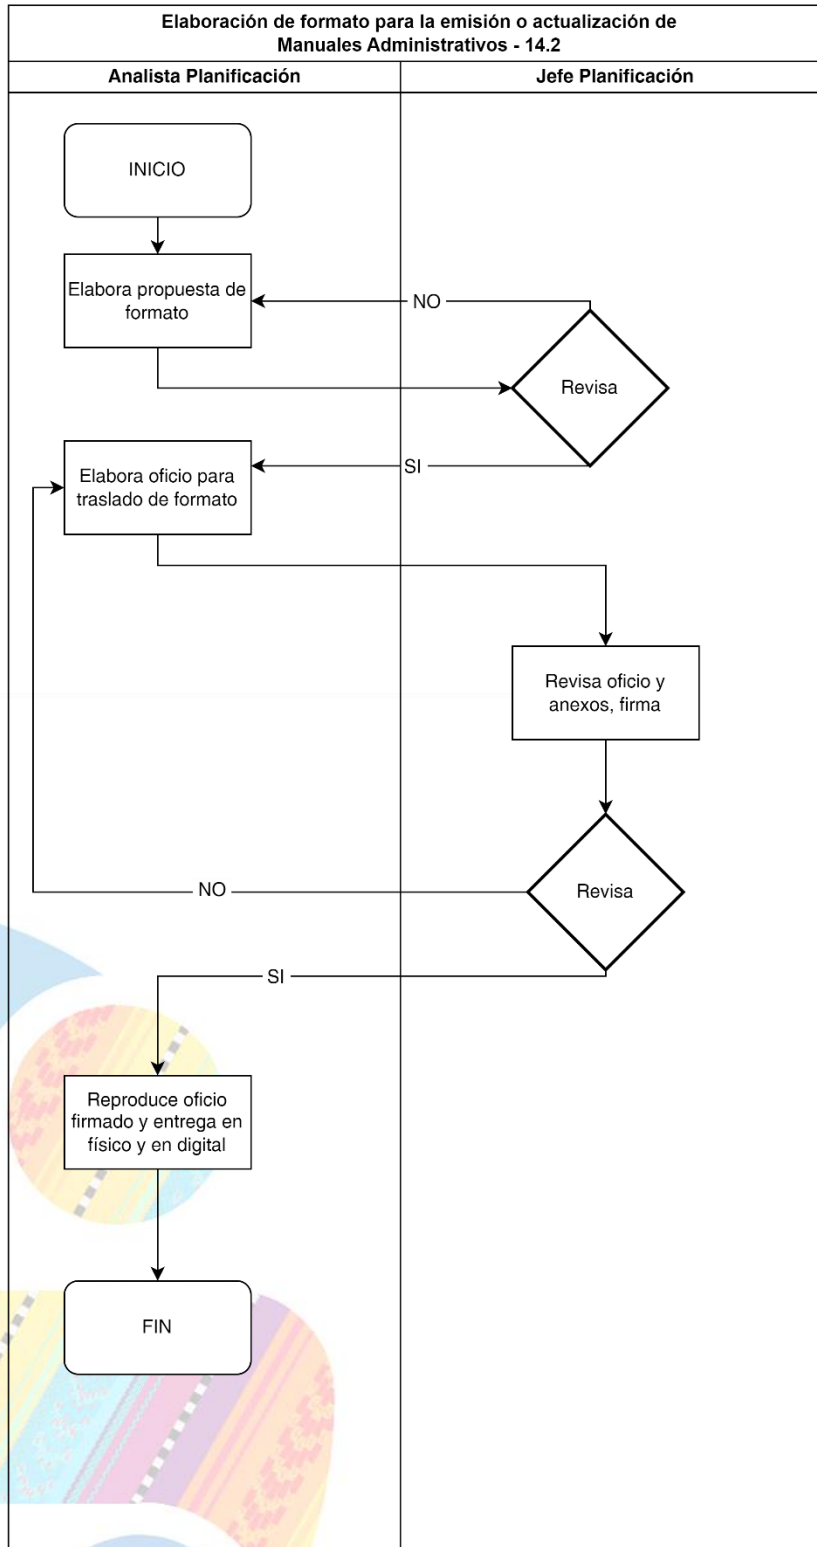 Elaboración de formato para la emisión o actualización de
Manuales Administrativos - 14.2
Analista Planificación
Jefe Planificación
INICIO
Elabora propuesta de
formato
NO
Revisa
SI
Elabora oficio para
traslado de formato
Revisa oficio y
anexos, firma
Revisa
NO
SI
Reproduce oficio
firmado y entrega en
físico y en digital
FIN